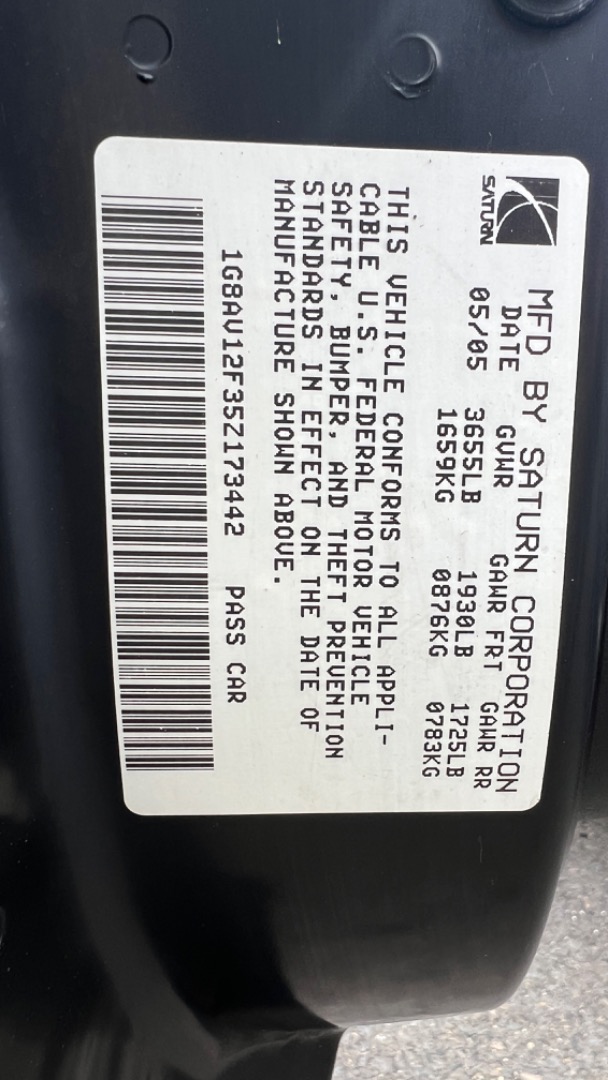 SATURN
MFD BY SATURN CORPORATION
DATE GVWR GAWR FRT GAWR RR
05/05 3655LB 1930LB 1725LB
1659KG 0876KG 0783KG
THIS VEHICLE CONFORMS TO ALL APPLI-
CABLE U.S. FEDERAL MOTOR VEHICLE
SAFETY, BUMPER, AND THEFT PREVENTION
STANDARDS IN EFFECT ON THE DATE OF
MANUFACTURE SHOWN ABOVE.
1G8AV12F35Z173442 PASS CAR